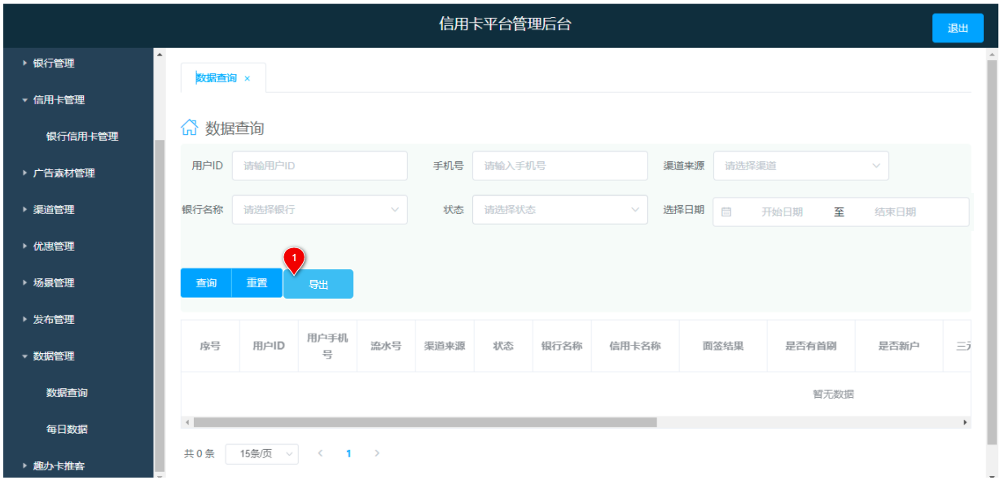 信用卡平台管理后台
退出
银行管理
信用卡管理
银行信用卡管理
广告素材管理
渠道管理
优惠管理
场景管理
发布管理
数据管理
数据查询
每日数据
趣办卡推客
数据查询 ×
数据查询
用户ID 请输用户ID 手机号 请输入手机号 渠道来源 请选择渠道
银行名称 请选择银行 状态 请选择状态 选择日期 开始日期 至 结束日期
1
查询 重置 导出
序号 用户ID 用户手机号 流水号 渠道来源 状态 银行名称 信用卡名称 面签结果 是否有首刷 是否新户 三元
暂无数据
共 0 条 15条/页 < 1 >